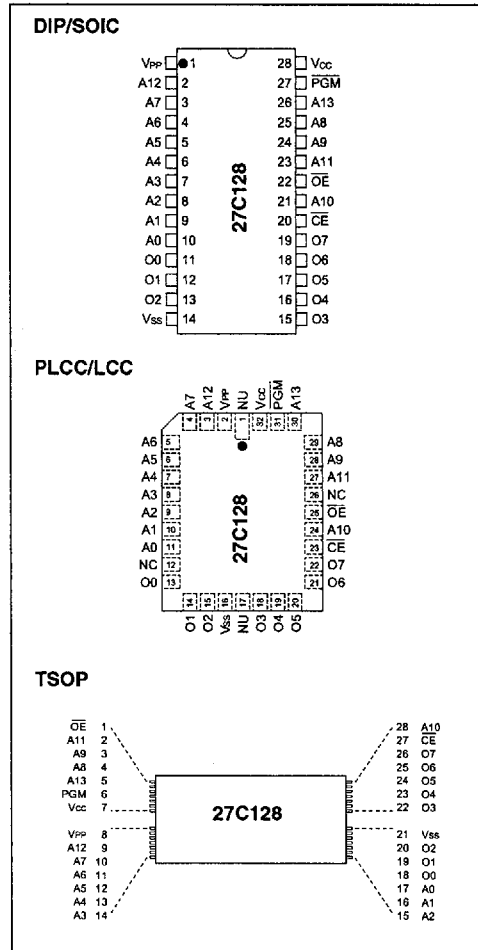 DIP/SOIC
VPP 1 28 VCC
A12 2 27 PGM
A7 3 26 A13
A6 4 25 A8
A5 5 24 A9
A4 6 23 A11
A3 7 22 OE
A2 8 21 A10
A1 9 20 CE
A0 10 19 O7
O0 11 18 O6
O1 12 17 O5
O2 13 16 O4
VSS 14 15 O3
27C128
PLCC/LCC
A7 A12 VPP NU VCC PGM A13
4 3 2 1 32 31 30
A6 5 29 A8
A5 6 28 A9
A4 7 27 A11
A3 8 26 NC
A2 9 25 OE
A1 10 24 A10
A0 11 23 CE
NC 12 22 O7
O0 13 21 O6
27C128
14 15 16 17 18 19 20
O1 O2 VSS NU O3 O4 O5
TSOP
OE 1 28 A10
A11 2 27 CE
A9 3 26 O7
A8 4 25 O6
A13 5 24 O5
PGM 6 23 O4
VCC 7 22 O3
27C128
VPP 8 21 VSS
A12 9 20 O2
A7 10 19 O1
A6 11 18 O0
A5 12 17 A0
A4 13 16 A1
A3 14 15 A2